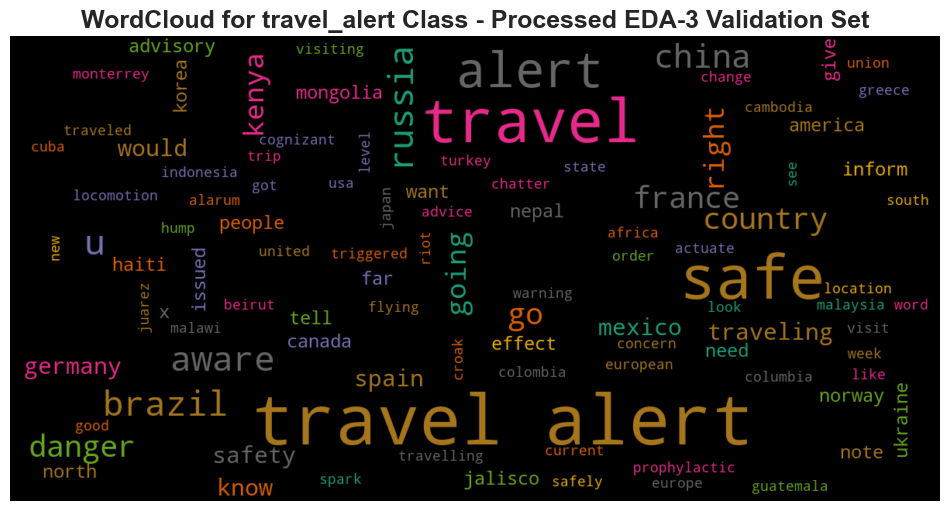 WordCloud for travel_alert Class - Processed EDA-3 Validation Set
advisory
visiting
monterrey
korea
kenya
mongolia
russia
alert
china
change
give
union
greece
travel
traveled
cuba
would
cognizant
trip
level
indonesia
got
usa
locomotion
alarum
turkey
state
chatter
right
cambodia
america
see
inform
south
japan
want
advice
nepal
france
country
people
hump
new
u
haiti
issued
united
triggered
riot
going
far
africa
order
actuate
safe
location
juarez
x
beirut
malawi
tell
canada
flying
warning
go
effect
mexico
concern
look
need
traveling
malaysia
word
visit
week
germany
aware
spain
croak
colombia
european
columbia
like
norway
ukraine
brazil
good
danger
north
safety
know
travel alert
travelling
current
spark
jalisco
safely
prophylactic
europe
note
guatemala